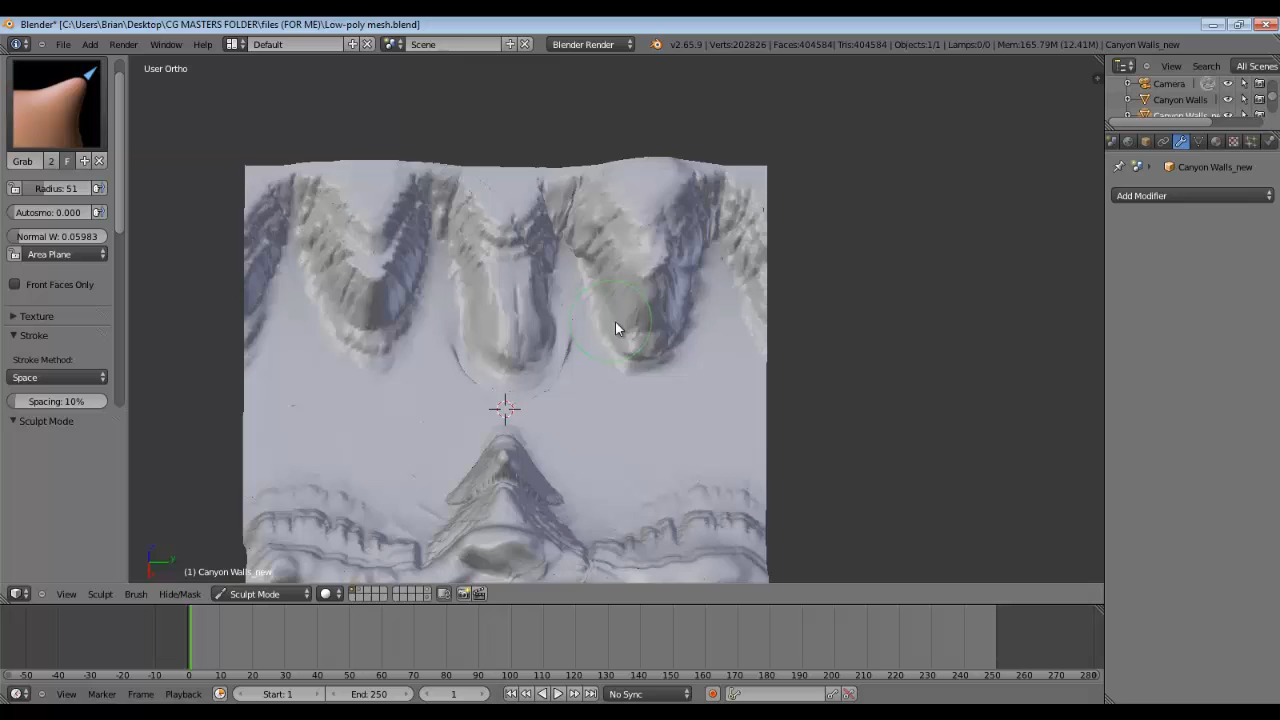 Blender* [C:\Users\Brian\Desktop\CG MASTERS FOLDER\files (FOR ME)\Low-poly mesh.blend]
File Add Render Window Help Default Scene Blender Render v2.65.9 | Verts:202826 | Faces:404584 | Tris:404584 | Objects:1/1 | Lamps:0/0 | Mem:165.79M (12.41M) | Canyon Walls_new
User Ortho
View Search All Scenes
Camera
Canyon Walls
Canyon Walls_ne
Grab 2 F
Canyon Walls_new
Radius: 51
Add Modifier
Autosmo: 0.000
Normal W: 0.05983
Area Plane
Front Faces Only
Texture
Stroke
Stroke Method:
Space
Spacing: 10%
Sculpt Mode
z
y
x
(1) Canyon Walls_new
View Sculpt Brush Hide/Mask Sculpt Mode
-50 -40 -30 -20 -10 0 10 20 30 40 50 60 70 80 90 100 110 120 130 140 150 160 170 180 190 200 210 220 230 240 250 260 270 280
View Marker Frame Playback Start: 1 End: 250 1 No Sync